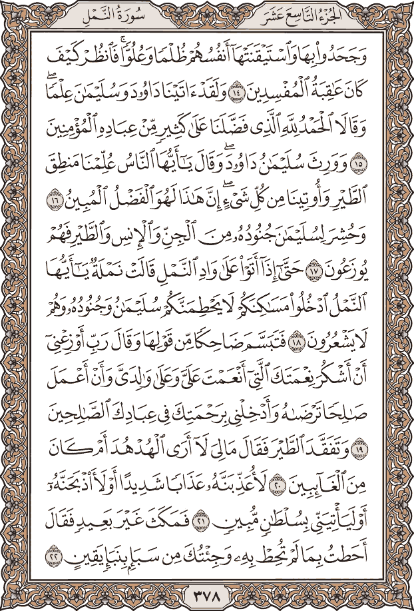 الجزء التاسع عشر
سورة النمل
وَجَحَدُوا۟ بِهَا وَٱسْتَيْقَنَتْهَآ أَنفُسُهُمْ ظُلْمًا وَعُلُوًّا ۚ فَٱنظُرْ كَيْفَ
كَانَ عَٰقِبَةُ ٱلْمُفْسِدِينَ ١٤ وَلَقَدْ ءَاتَيْنَا دَاوُۥدَ وَسُلَيْمَٰنَ عِلْمًا ۖ
وَقَالَا ٱلْحَمْدُ لِلَّهِ ٱلَّذِى فَضَّلَنَا عَلَىٰ كَثِيرٍ مِّنْ عِبَادِهِ ٱلْمُؤْمِنِينَ
١٥ وَوَرِثَ سُلَيْمَٰنُ دَاوُۥدَ ۖ وَقَالَ يَٰٓأَيُّهَا ٱلنَّاسُ عُلِّمْنَا مَنطِقَ
ٱلطَّيْرِ وَأُوتِينَا مِن كُلِّ شَىْءٍ ۖ إِنَّ هَٰذَا لَهُوَ ٱلْفَضْلُ ٱلْمُبِينُ ١٦
وَحُشِرَ لِسُلَيْمَٰنَ جُنُودُهُۥ مِنَ ٱلْجِنِّ وَٱلْإِنسِ وَٱلطَّيْرِ فَهُمْ
يُوزَعُونَ ١٧ حَتَّىٰٓ إِذَآ أَتَوْا۟ عَلَىٰ وَادِ ٱلنَّمْلِ قَالَتْ نَمْلَةٌ يَٰٓأَيُّهَا
ٱلنَّمْلُ ٱدْخُلُوا۟ مَسَٰكِنَكُمْ لَا يَحْطِمَنَّكُمْ سُلَيْمَٰنُ وَجُنُودُهُۥ وَهُمْ
لَا يَشْعُرُونَ ١٨ فَتَبَسَّمَ ضَاحِكًا مِّن قَوْلِهَا وَقَالَ رَبِّ أَوْزِعْنِىٓ
أَنْ أَشْكُرَ نِعْمَتَكَ ٱلَّتِىٓ أَنْعَمْتَ عَلَىَّ وَعَلَىٰ وَٰلِدَىَّ وَأَنْ أَعْمَلَ
صَٰلِحًا تَرْضَىٰهُ وَأَدْخِلْنِى بِرَحْمَتِكَ فِى عِبَادِكَ ٱلصَّٰلِحِينَ
١٩ وَتَفَقَّدَ ٱلطَّيْرَ فَقَالَ مَالِىَ لَآ أَرَى ٱلْهُدْهُدَ أَمْ كَانَ
مِنَ ٱلْغَآئِبِينَ ٢٠ لَأُعَذِّبَنَّهُۥ عَذَابًا شَدِيدًا أَوْ لَأَا۟ذْبَحَنَّهُۥٓ
أَوْ لَيَأْتِيَنِّى بِسُلْطَٰنٍ مُّبِينٍ ٢١ فَمَكَثَ غَيْرَ بَعِيدٍ فَقَالَ
أَحَطتُ بِمَا لَمْ تُحِطْ بِهِۦ وَجِئْتُكَ مِن سَبَإٍۭ بِنَبَإٍ يَقِينٍ ٢٢
٣٧٨